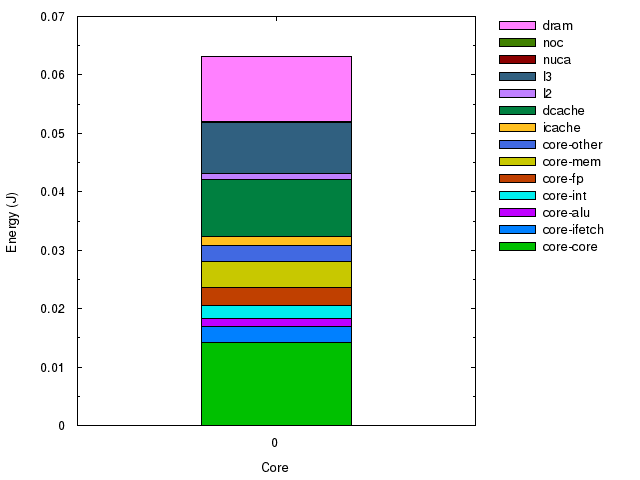 0.07
0.06
0.05
0.04
0.03
0.02
0.01
0
Energy (J)
0
Core
dram
noc
nuca
l3
l2
dcache
icache
core-other
core-mem
core-fp
core-int
core-alu
core-ifetch
core-core